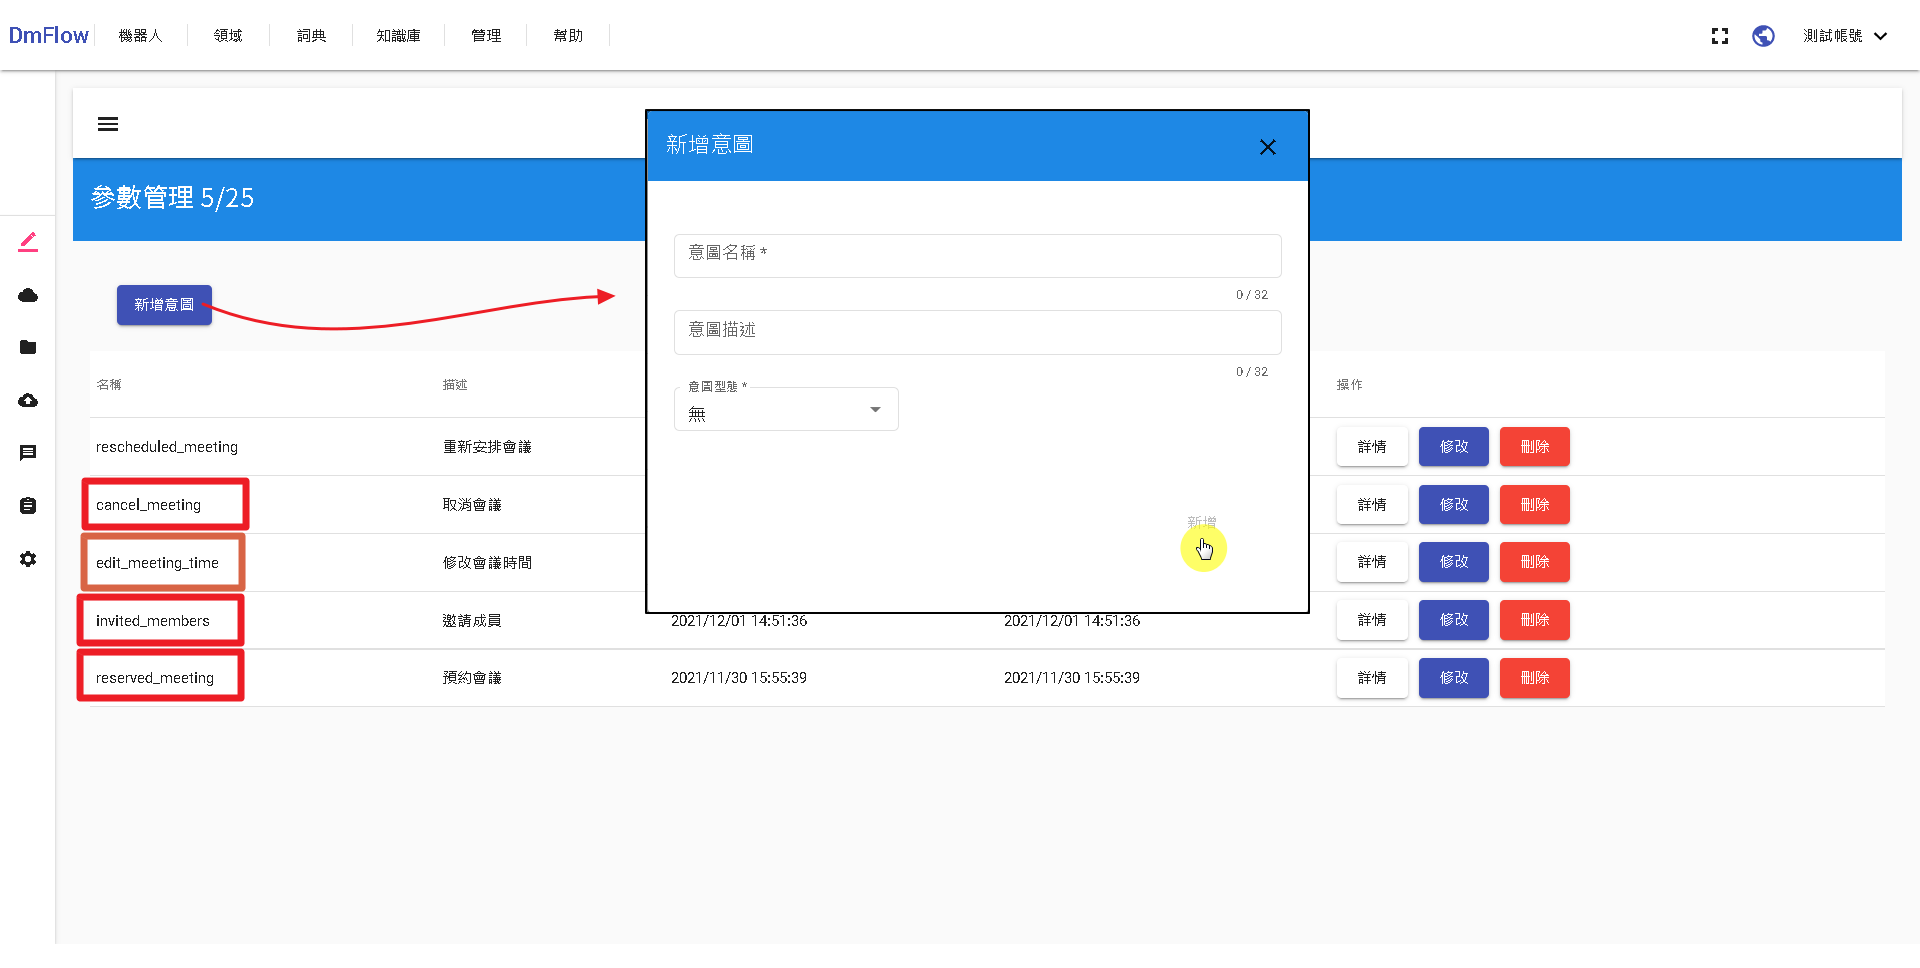 DmFlow 機器人 領域 詞典 知識庫 管理 幫助 測試帳號
參數管理 5/25
新增意圖
名稱 描述 操作
rescheduled_meeting 重新安排會議 詳情 修改 刪除
cancel_meeting 取消會議 詳情 修改 刪除
edit_meeting_time 修改會議時間 詳情 修改 刪除
invited_members 邀請成員 2021/12/01 14:51:36 2021/12/01 14:51:36 詳情 修改 刪除
reserved_meeting 預約會議 2021/11/30 15:55:39 2021/11/30 15:55:39 詳情 修改 刪除
新增意圖
意圖名稱 *
0 / 32
意圖描述
0 / 32
意圖型態 *
無
新增